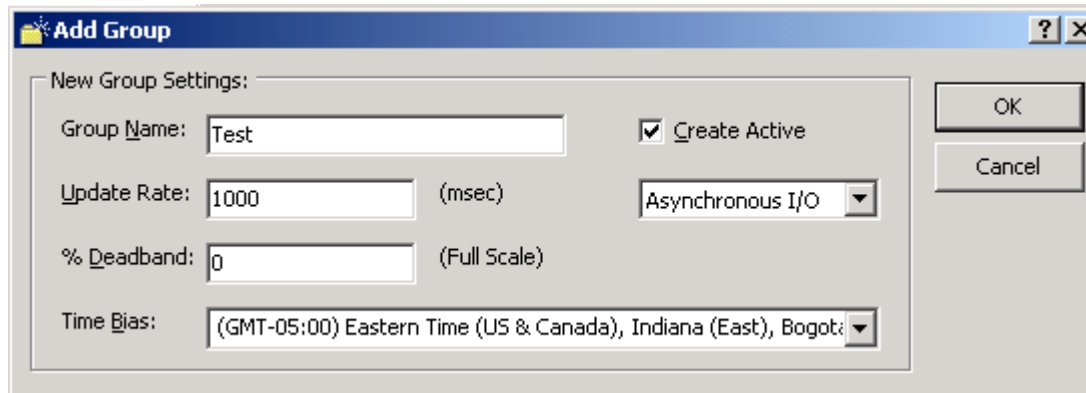 Add Group
?
New Group Settings:
Group Name: Test
Create Active
OK
Update Rate: 1000 (msec)
Asynchronous I/O
Cancel
% Deadband: 0 (Full Scale)
Time Bias: (GMT-05:00) Eastern Time (US & Canada), Indiana (East), Bogota